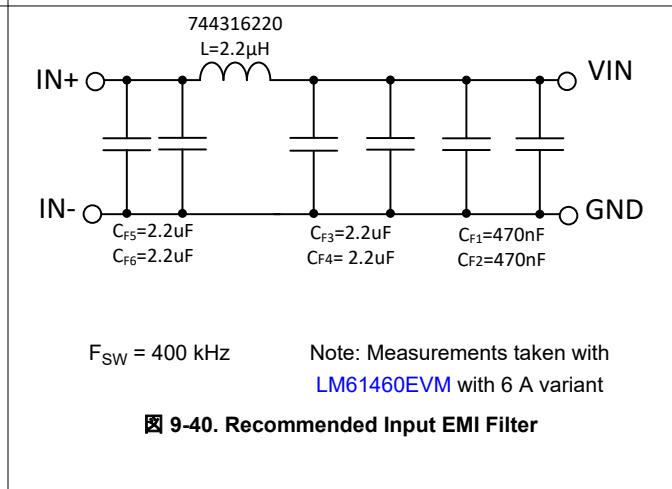 744316220
L=2.2µH
IN+
VIN
IN-
GND
CF5=2.2uF
CF6=2.2uF
CF3=2.2uF
CF4= 2.2uF
CF1=470nF
CF2=470nF
FSW = 400 kHz
Note: Measurements taken with
LM61460EVM with 6 A variant
図 9-40. Recommended Input EMI Filter